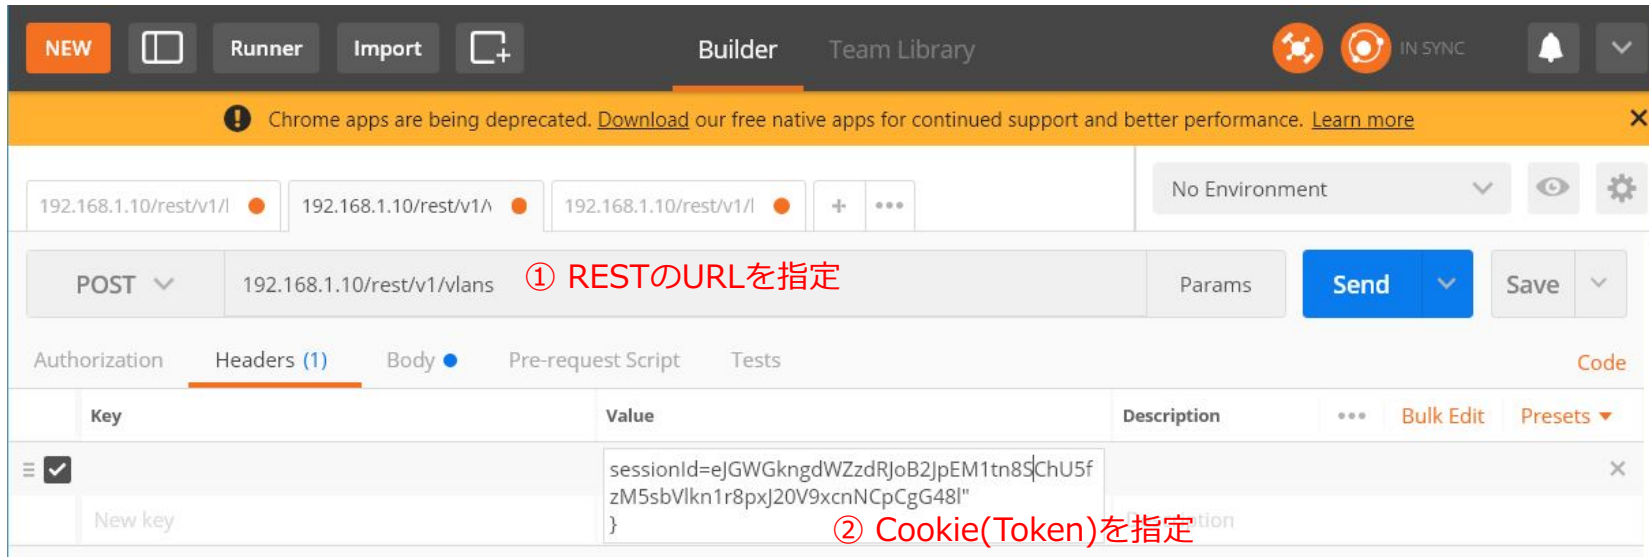 NEW Runner Import Builder Team Library IN SYNC
Chrome apps are being deprecated. Download our free native apps for continued support and better performance. Learn more
192.168.1.10/rest/v1/l 192.168.1.10/rest/v1/v 192.168.1.10/rest/v1/l + ••• No Environment
POST 192.168.1.10/rest/v1/vlans ① RESTのURLを指定 Params Send Save
Authorization Headers (1) Body Pre-request Script Tests Code
Key Value Description ••• Bulk Edit Presets
sessionId=eJGWGkngdWZzdRJoB2JpEM1tn8SChU5f
zM5sbVlkn1r8pxJ20V9xcnNCpCgG48l"
New key } ② Cookie(Token)を指定 Description